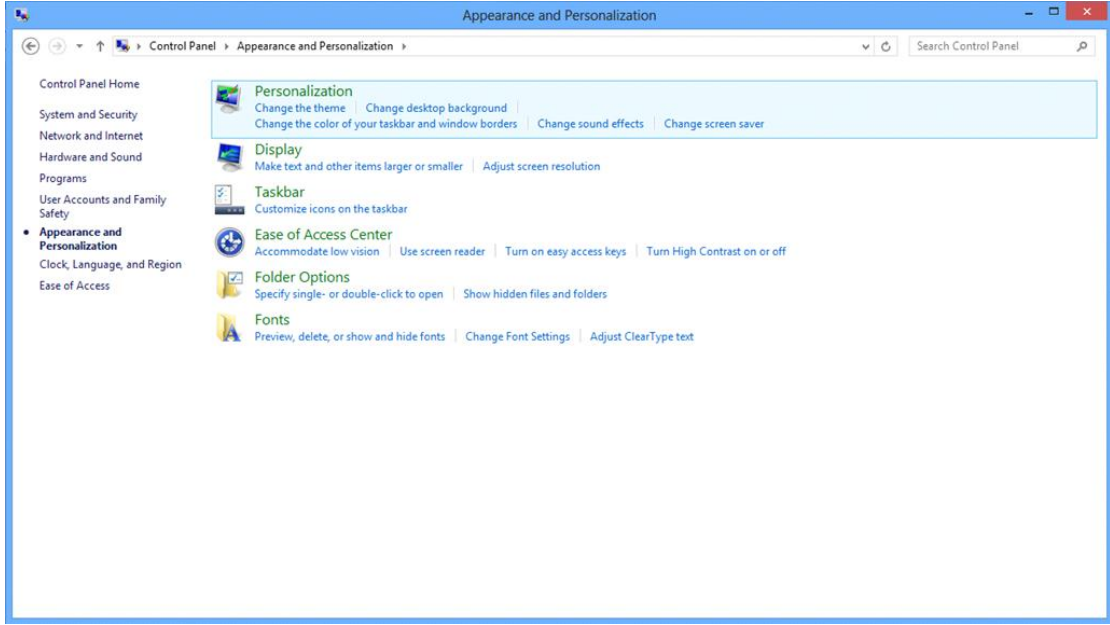 Appearance and Personalization
Control Panel Appearance and Personalization
Search Control Panel
Control Panel Home
System and Security
Network and Internet
Hardware and Sound
Programs
User Accounts and Family
Safety
Appearance and
Personalization
Clock, Language, and Region
Ease of Access
Personalization
Change the theme Change desktop background
Change the color of your taskbar and window borders Change sound effects Change screen saver
Display
Make text and other items larger or smaller Adjust screen resolution
Taskbar
Customize icons on the taskbar
Ease of Access Center
Accommodate low vision Use screen reader Turn on easy access keys Turn High Contrast on or off
Folder Options
Specify single- or double-click to open Show hidden files and folders
Fonts
Preview, delete, or show and hide fonts Change Font Settings Adjust ClearType text